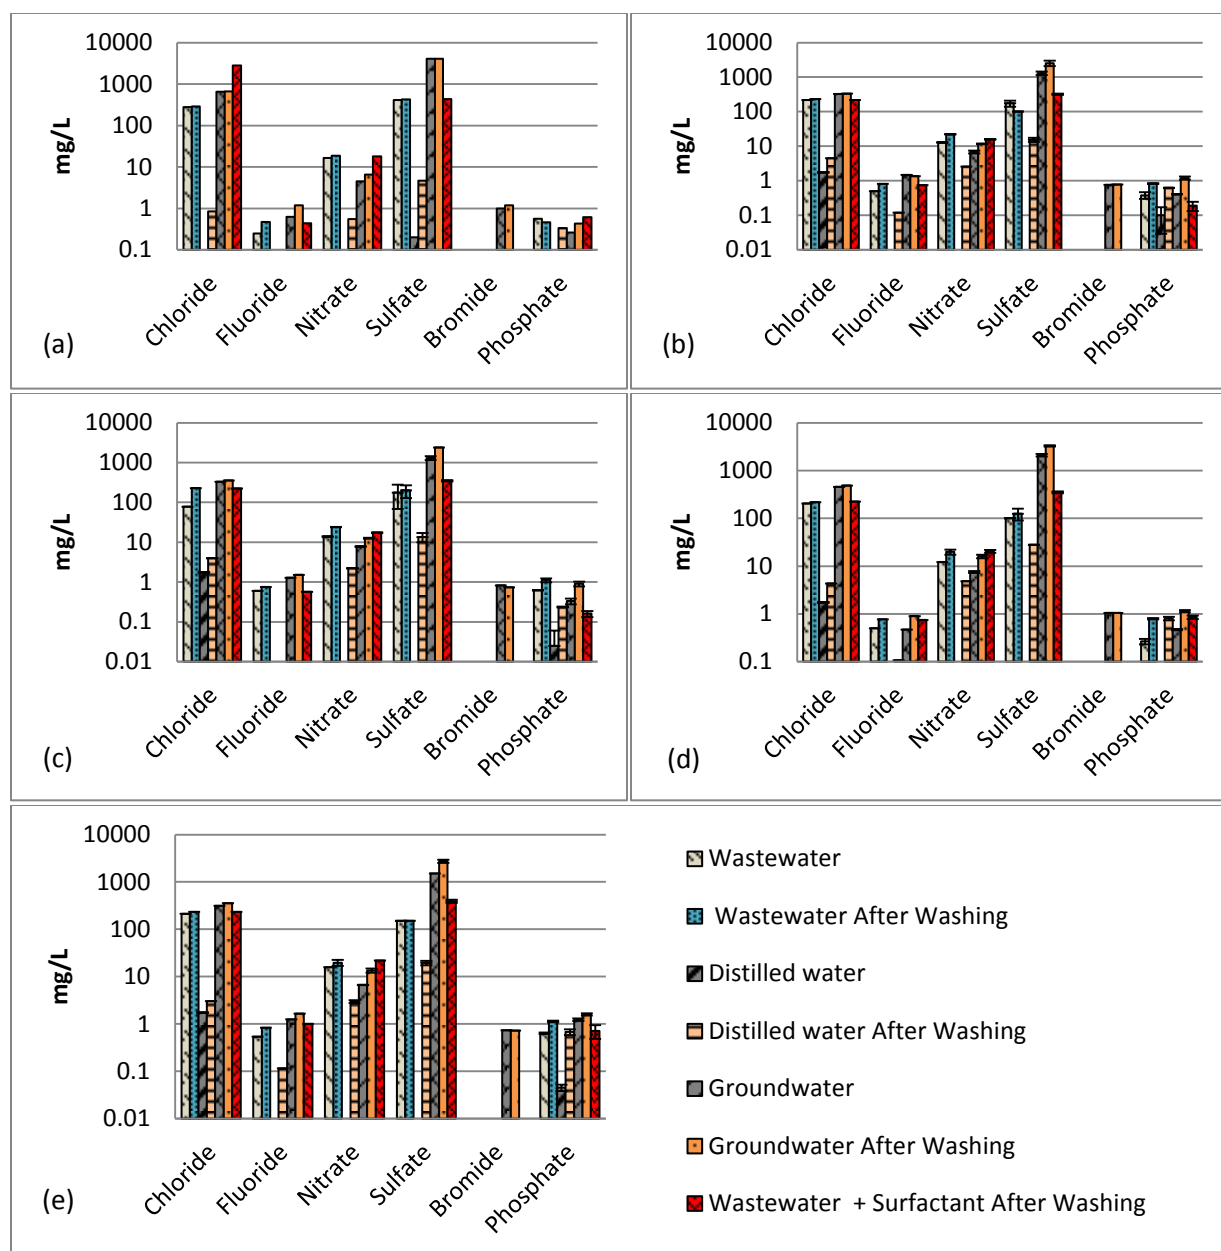 10000
1000
100
10
1
0.1
mg/L
Chloride
Fluoride
Nitrate
Sulfate
Bromide
Phosphate
(a)
10000
1000
100
10
1
0.1
0.01
mg/L
Chloride
Fluoride
Nitrate
Sulfate
Bromide
Phosphate
(b)
10000
1000
100
10
1
0.1
0.01
mg/L
Chloride
Fluoride
Nitrate
Sulfate
Bromide
Phosphate
(c)
10000
1000
100
10
1
0.1
mg/L
Chloride
Fluoride
Nitrate
Sulfate
Bromide
Phosphate
(d)
10000
1000
100
10
1
0.1
0.01
mg/L
Chloride
Fluoride
Nitrate
Sulfate
Bromide
Phosphate
(e)
Wastewater
Wastewater After Washing
Distilled water
Distilled water After Washing
Groundwater
Groundwater After Washing
Wastewater + Surfactant After Washing